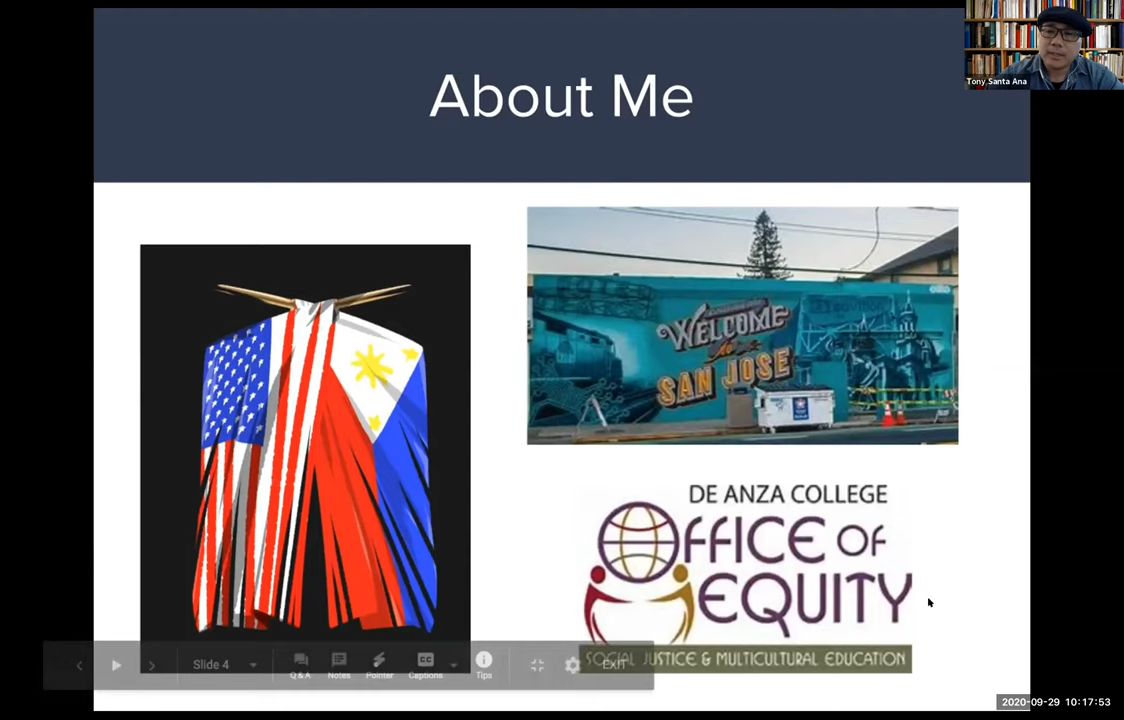 About Me
Tony Santa Ana
WELCOME
to
SAN JOSE
DE ANZA COLLEGE
OFFICE OF
EQUITY
SOCIAL JUSTICE & MULTICULTURAL EDUCATION
Slide 4
Q & A
Notes
Pointer
CC
Captions
Tips
EXIT
2020-09-29 10:17:53